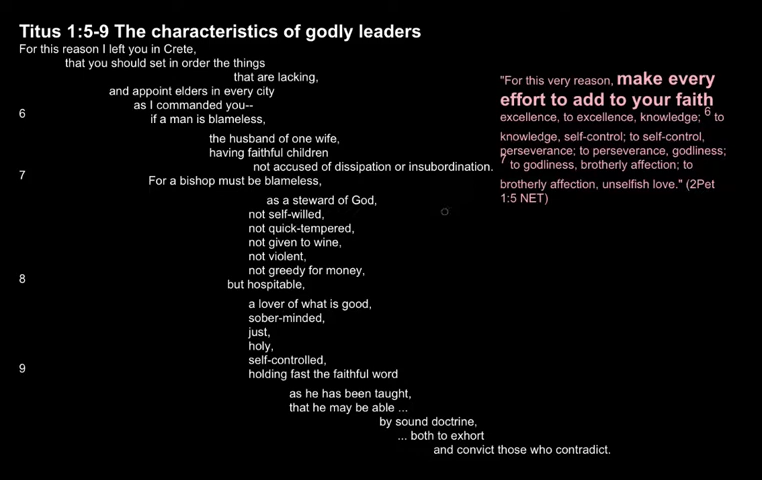 Titus 1:5-9 The characteristics of godly leaders
For this reason I left you in Crete,
that you should set in order the things
that are lacking,
and appoint elders in every city
as I commanded you--
6 if a man is blameless,
the husband of one wife,
having faithful children
not accused of dissipation or insubordination.
7 For a bishop must be blameless,
as a steward of God,
not self-willed,
not quick-tempered,
not given to wine,
not violent,
not greedy for money,
8 but hospitable,
a lover of what is good,
sober-minded,
just,
holy,
self-controlled,
9 holding fast the faithful word
as he has been taught,
that he may be able ...
by sound doctrine,
... both to exhort
and convict those who contradict.
"For this very reason, make every
effort to add to your faith
excellence, to excellence, knowledge; 6 to
knowledge, self-control; to self-control,
perseverance; to perseverance, godliness;
7 to godliness, brotherly affection; to
brotherly affection, unselfish love." (2Pet
1:5 NET)